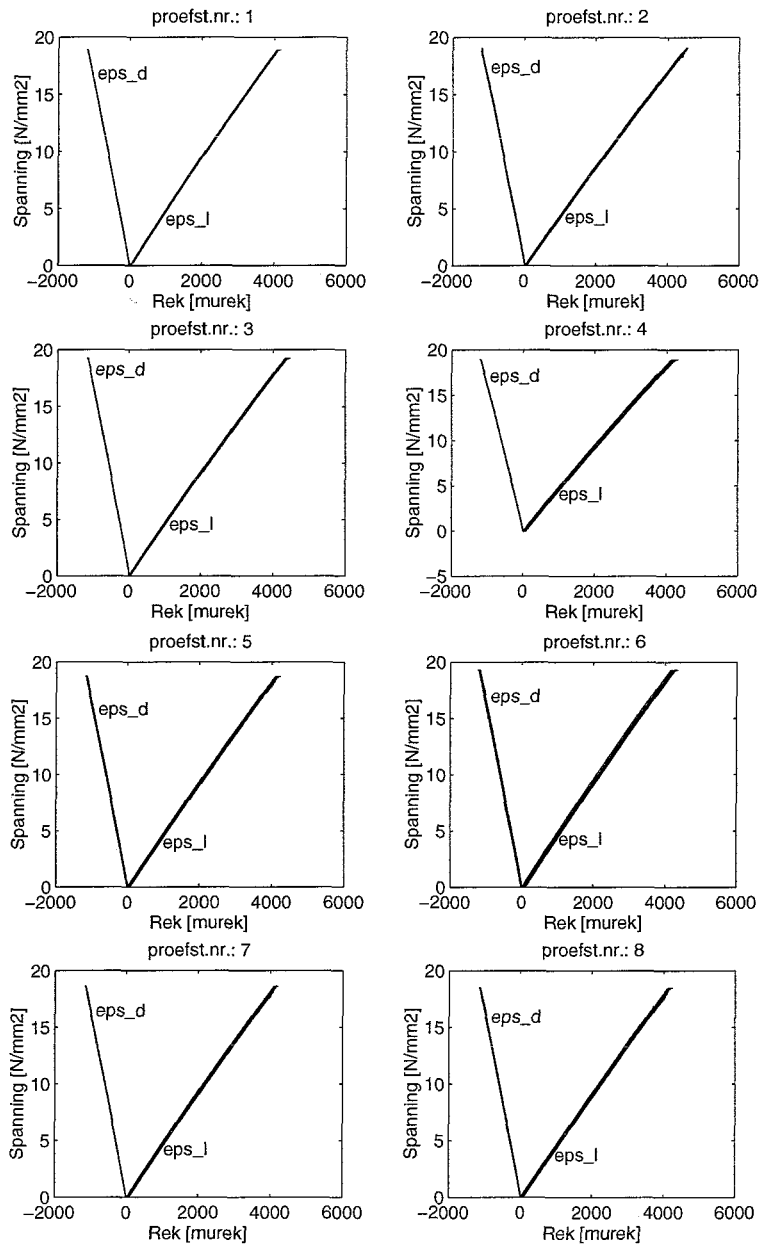 proefst.nr.: 1
20
15
10
5
0
Spanning [N/mm2]
eps_d
eps_l
−2000 0 2000 4000 6000
Rek [murek]
proefst.nr.: 2
20
15
10
5
0
Spanning [N/mm2]
eps_d
eps_l
−2000 0 2000 4000 6000
Rek [murek]
proefst.nr.: 3
20
15
10
5
0
Spanning [N/mm2]
eps_d
eps_l
−2000 0 2000 4000 6000
Rek [murek]
proefst.nr.: 4
20
15
10
5
0
−5
Spanning [N/mm2]
eps_d
eps_l
−2000 0 2000 4000 6000
Rek [murek]
proefst.nr.: 5
20
15
10
5
0
Spanning [N/mm2]
eps_d
eps_l
−2000 0 2000 4000 6000
Rek [murek]
proefst.nr.: 6
20
15
10
5
0
Spanning [N/mm2]
eps_d
eps_l
−2000 0 2000 4000 6000
Rek [murek]
proefst.nr.: 7
20
15
10
5
0
Spanning [N/mm2]
eps_d
eps_l
−2000 0 2000 4000 6000
Rek [murek]
proefst.nr.: 8
20
15
10
5
0
Spanning [N/mm2]
eps_d
eps_l
−2000 0 2000 4000 6000
Rek [murek]